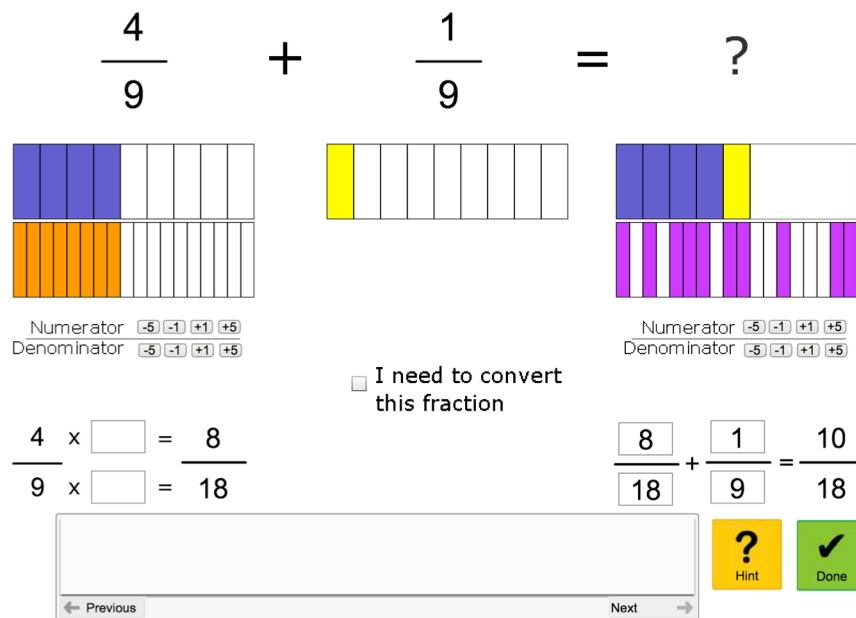 4/9 + 1/9 = ?
Numerator -5 -1 +1 +5
Denominator -5 -1 +1 +5
Numerator -5 -1 +1 +5
Denominator -5 -1 +1 +5
I need to convert
this fraction
4 x = 8
9 x = 18
8/18 + 1/9 = 10/18
? Hint
Done
Previous
Next